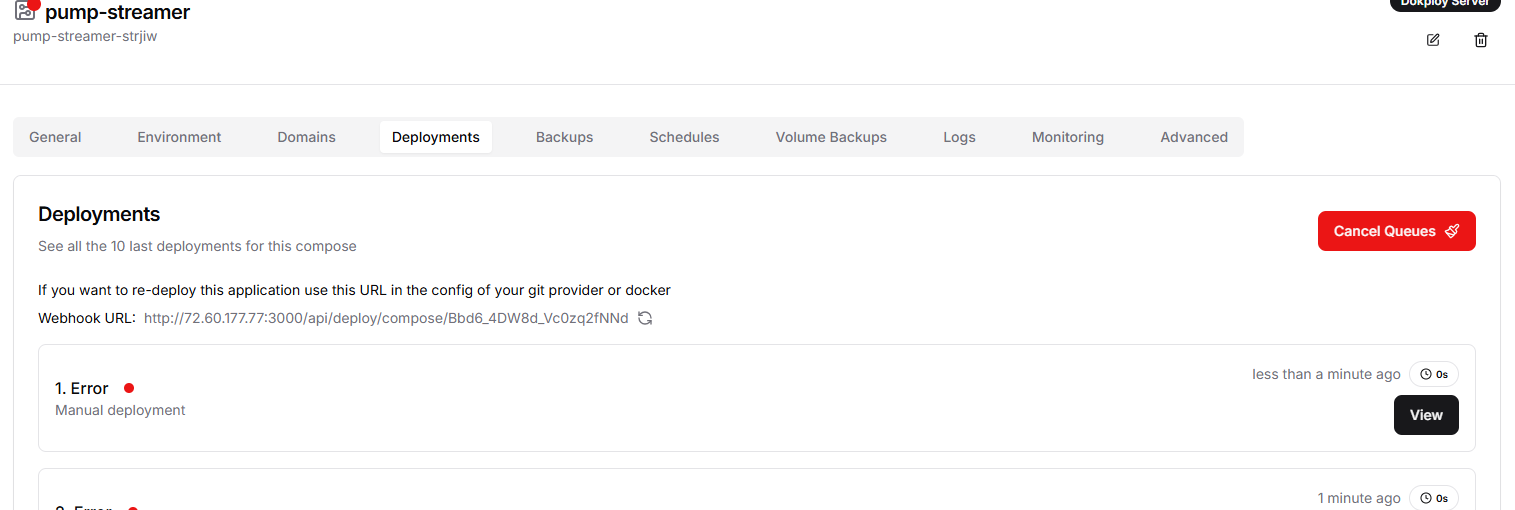 Dokploy Server
pump-streamer
pump-streamer-strjiw
General Environment Domains Deployments Backups Schedules Volume Backups Logs Monitoring Advanced
Deployments
See all the 10 last deployments for this compose
Cancel Queues
If you want to re-deploy this application use this URL in the config of your git provider or docker
Webhook URL: http://72.60.177.77:3000/api/deploy/compose/Bbd6_4DW8d_Vc0zq2fNNd
1. Error
Manual deployment
less than a minute ago 0s
View
2. Error
1 minute ago 0s